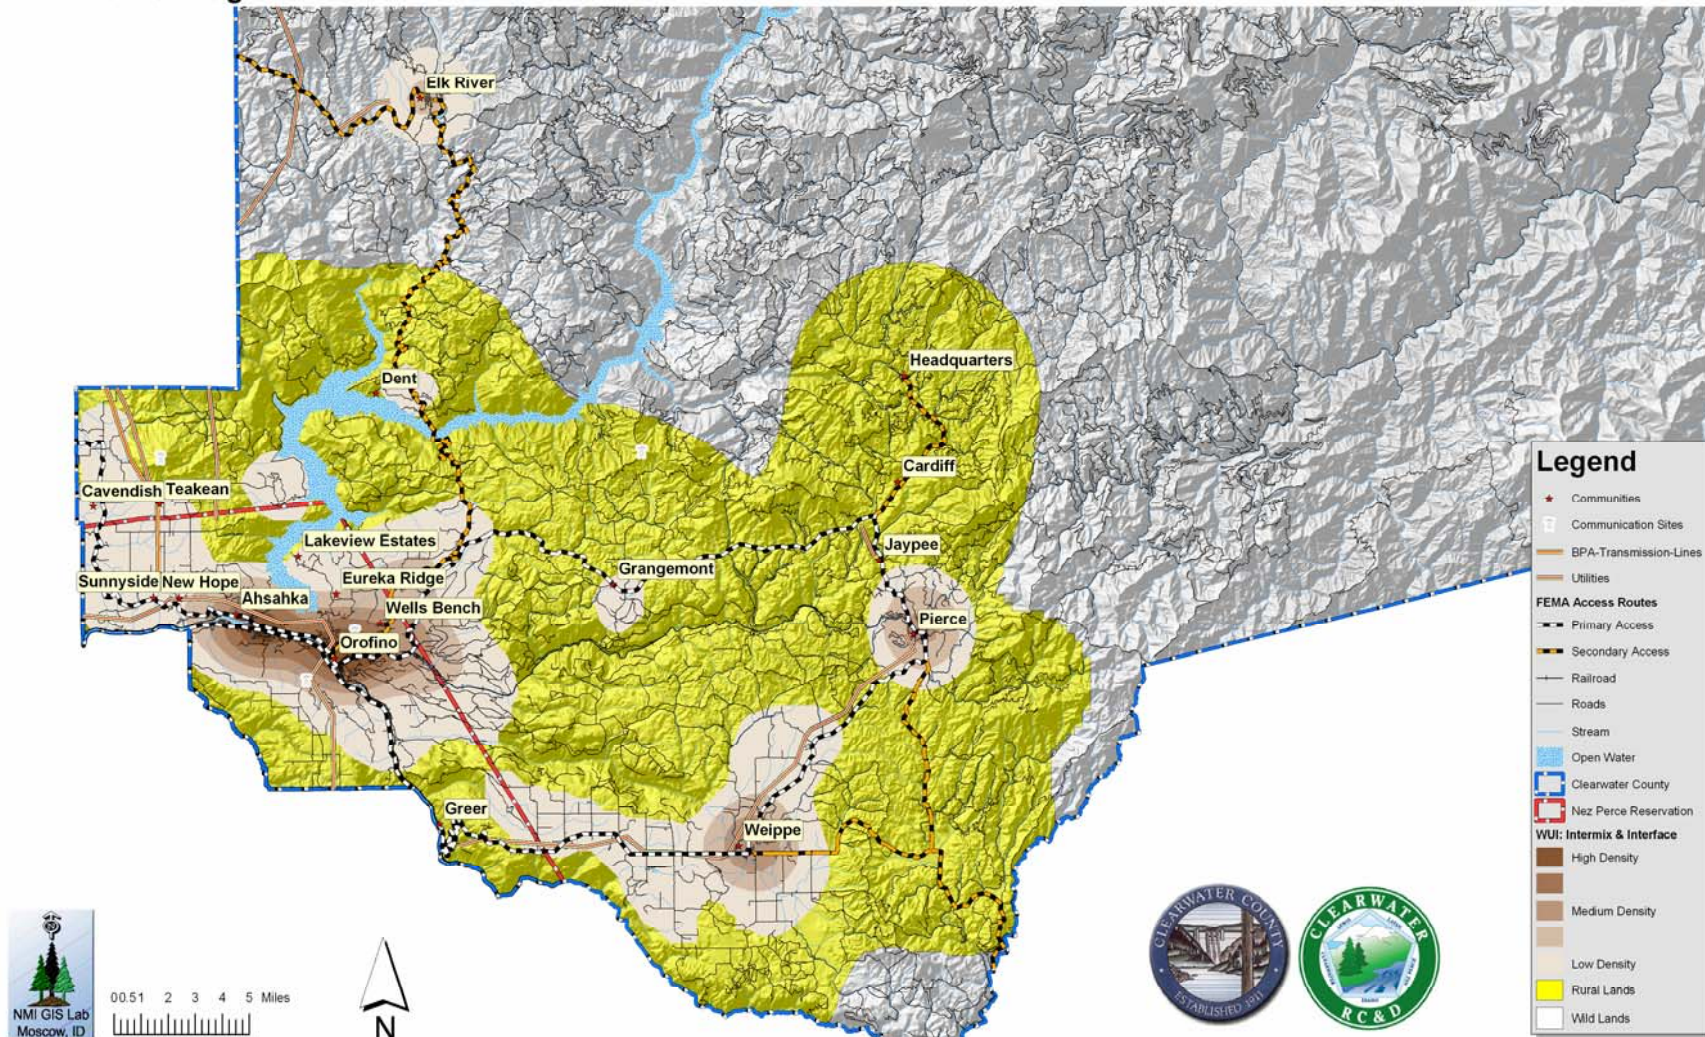 Elk River
Headquarters
Dent
Cardiff
Cavendish
Teakean
Lakeview Estates
Jaypee
Grangemont
Sunnyside
New Hope
Ahsahka
Eureka Ridge
Wells Bench
Pierce
Orofino
Greer
Weippe
Legend
Communities
Communication Sites
BPA-Transmission-Lines
Utilities
FEMA Access Routes
Primary Access
Secondary Access
Railroad
Roads
Stream
Open Water
Clearwater County
Nez Perce Reservation
WUI: Intermix & Interface
High Density
Medium Density
Low Density
Rural Lands
Wild Lands
NMI GIS Lab
Moscow, ID
00.51 2 3 4 5 Miles
N
CLEARWATER COUNTY
ESTABLISHED 1911
CLEARWATER
RC&D